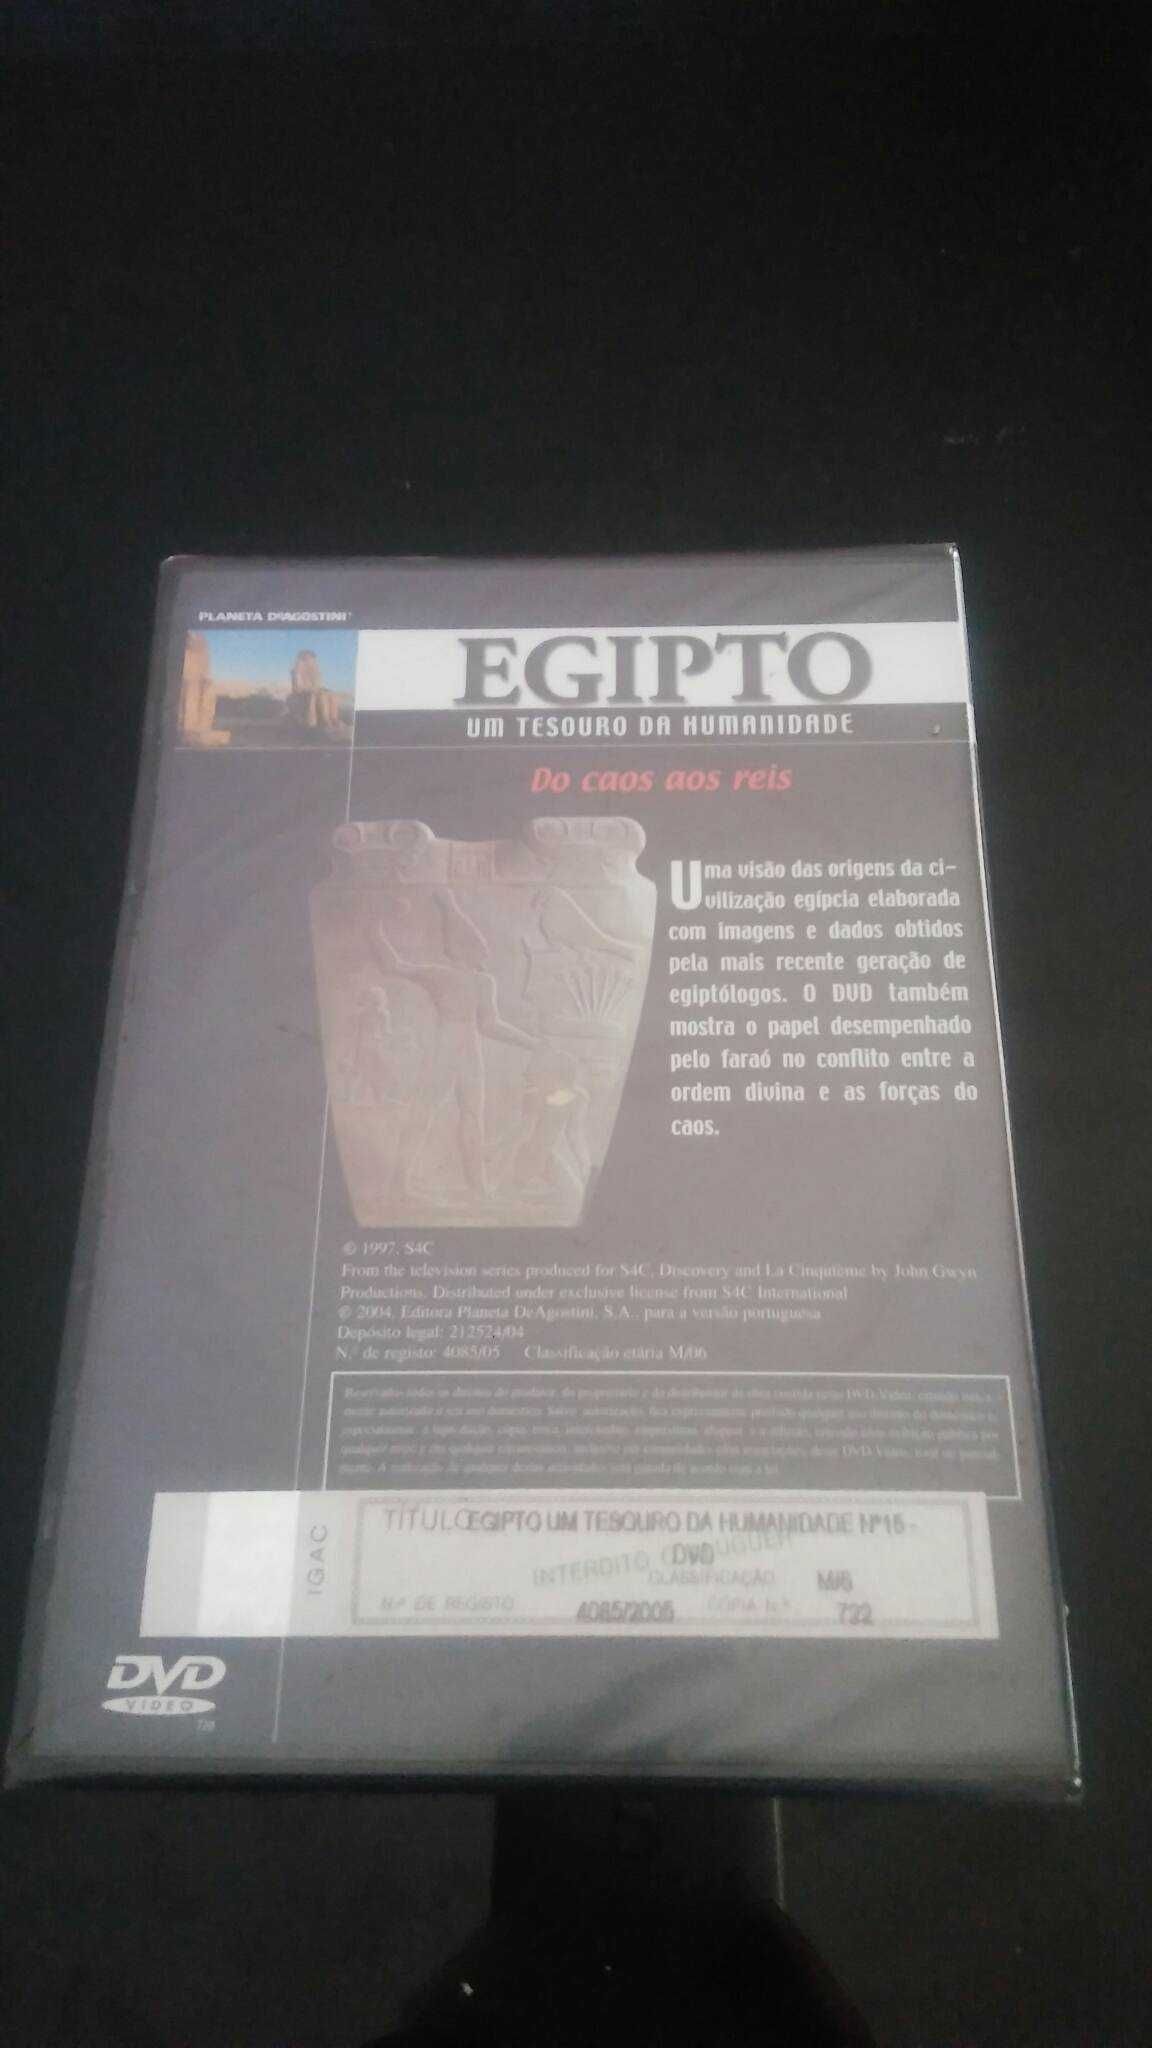 PLANETA DEAGOSTINI
EGIPTO
UM TESOURO DA HUMANIDADE
Do caos aos reis
Uma visão das origens da ci-
vilização egípcia elaborada
com imagens e dados obtidos
pela mais recente geração de
egiptólogos. O DVD também
mostra o papel desempenhado
pelo faraó no conflito entre a
ordem divina e as forças do
caos.
© 1997, S4C
From the television series produced for S4C, Discovery and La Cinquième by John Gwyn
Productions. Distributed under exclusive license from S4C International
© 2004, Editora Planeta DeAgostini, S.A., para a versão portuguesa
Depósito legal: 212524/04
N.º de registo: 4085/05 Classificação etária M/06
IGAC
TITULO EGIPTO UM TESOURO DA HUMANIDADE Nº15 -
DVD
INTERDITO
CLASSIFICAÇÃO M/6
N.º DE REGISTO 4085/2005 COPIA N.º 722
DVD
VIDEO